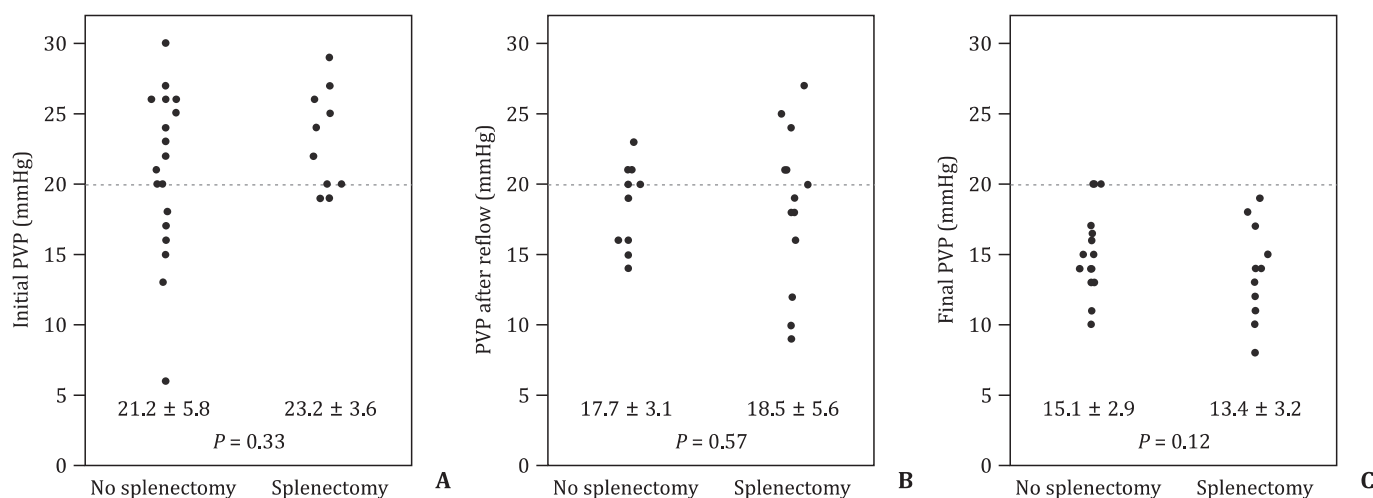 Initial PVP (mmHg)
30
25
20
15
10
5
0
21.2 ± 5.8
23.2 ± 3.6
P = 0.33
No splenectomy
Splenectomy
A
PVP after reflow (mmHg)
30
25
20
15
10
5
0
17.7 ± 3.1
18.5 ± 5.6
P = 0.57
No splenectomy
Splenectomy
B
Final PVP (mmHg)
30
25
20
15
10
5
0
15.1 ± 2.9
13.4 ± 3.2
P = 0.12
No splenectomy
Splenectomy
C